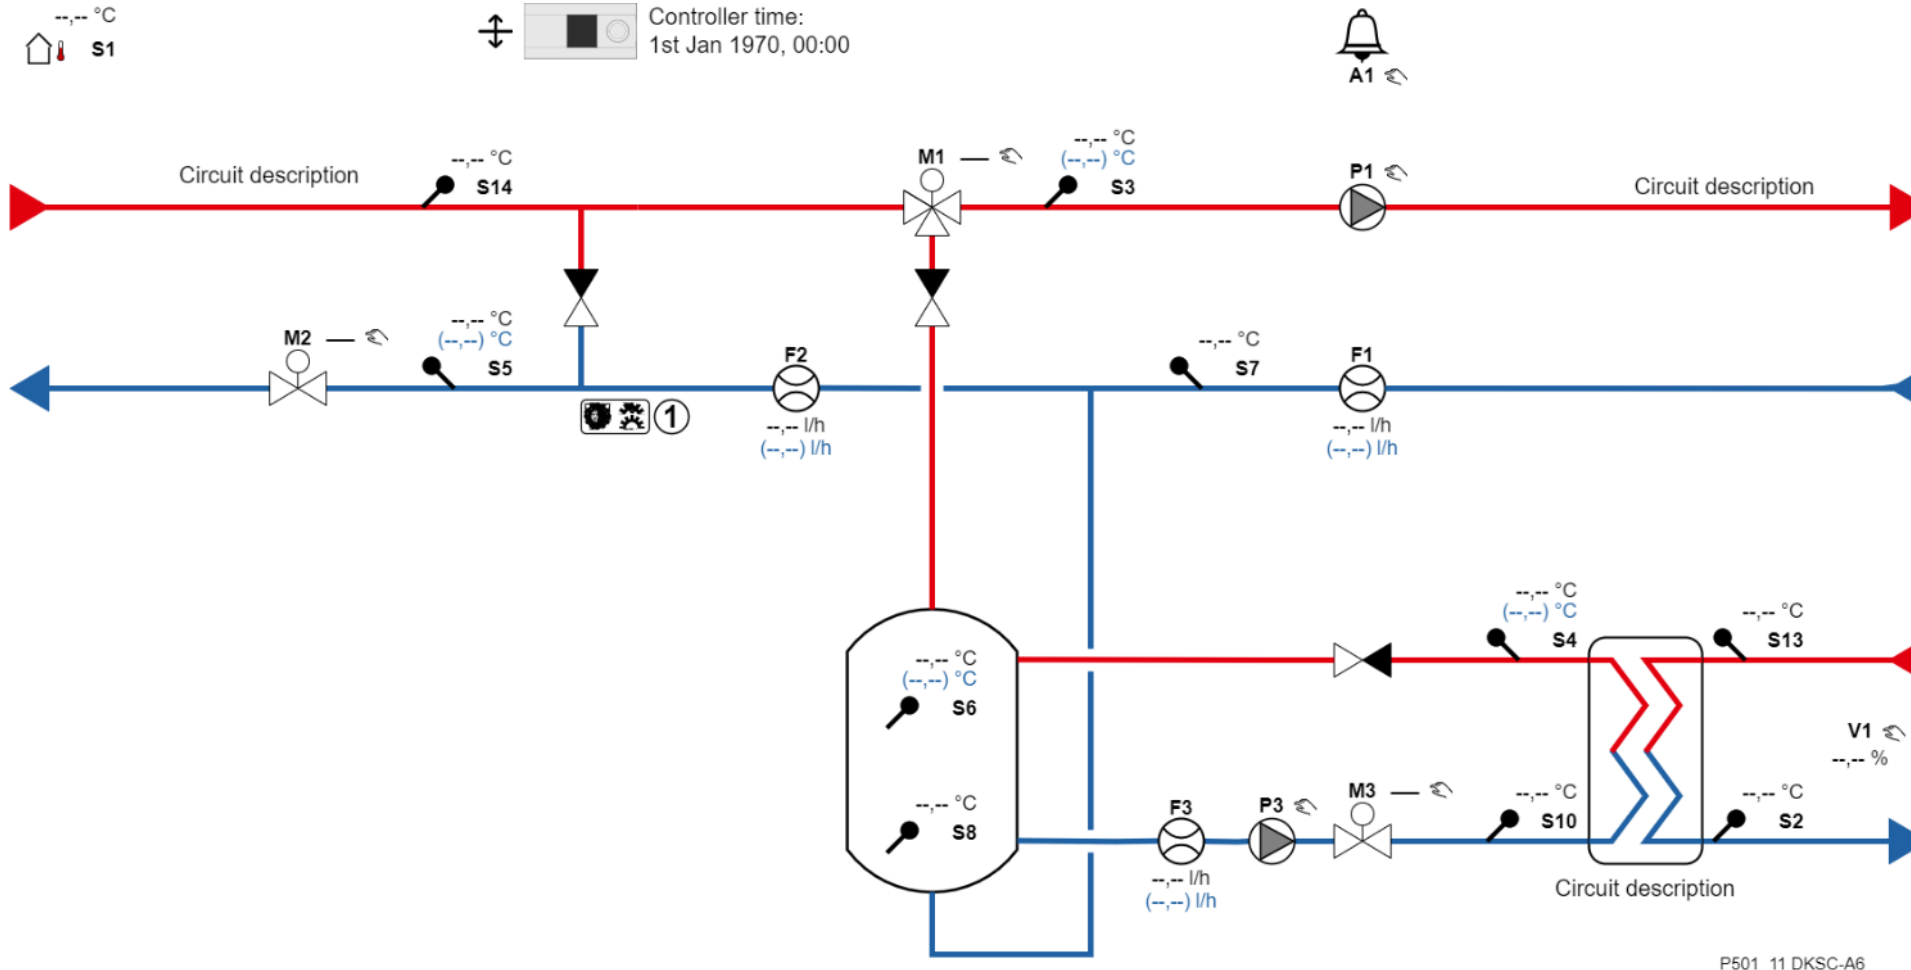 --,-- °C
S1
Controller time:
1st Jan 1970, 00:00
A1
Circuit description
--,-- °C
S14
M1
--,-- °C
(--,--) °C
S3
P1
Circuit description
M2
--,-- °C
(--,--) °C
S5
1
F2
--,-- l/h
(--,--) l/h
--,-- °C
S7
F1
--,-- l/h
(--,--) l/h
--,-- °C
(--,--) °C
S6
--,-- °C
S8
--,-- °C
(--,--) °C
S4
--,-- °C
S13
V1
--,-- %
F3
--,-- l/h
(--,--) l/h
P3
M3
--,-- °C
S10
--,-- °C
S2
Circuit description
P501 11 DKSC-A6